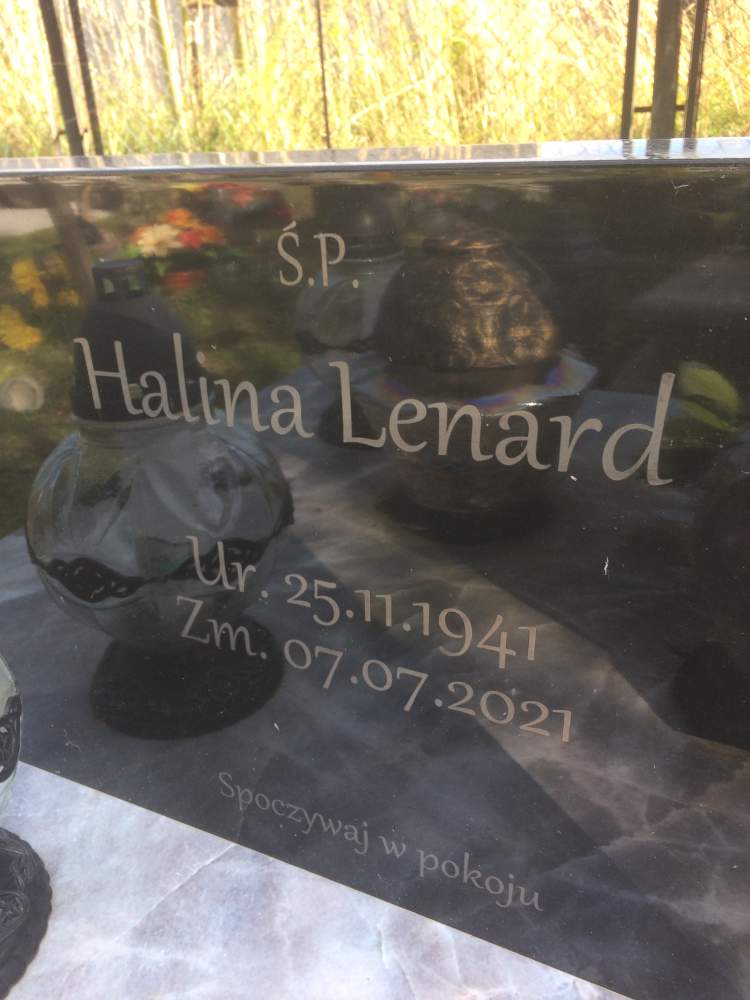 Ś.P.
Halina Lenard
Ur. 25.11.1941
Zm. 07.07.2021
Spoczywaj w pokoju